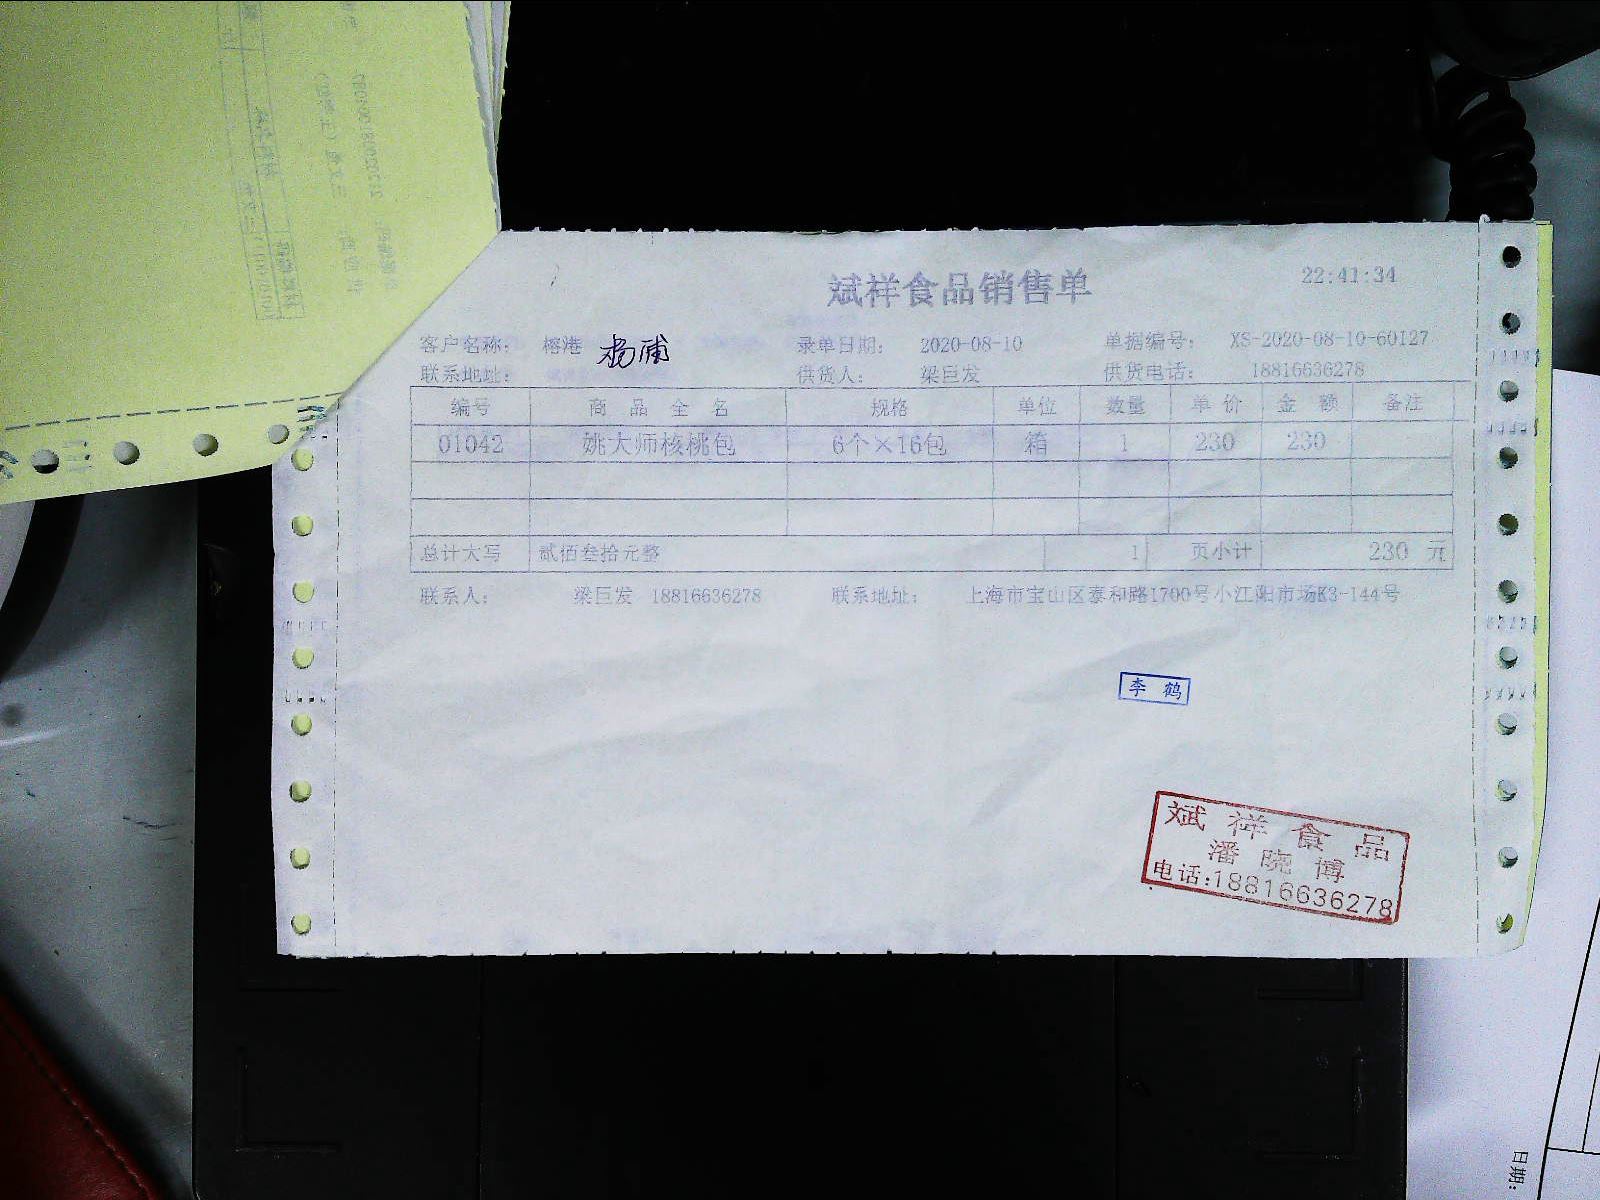 斌祥食品销售单 22:41:34
客户名称: 榕港 杨浦 录单日期: 2020-08-10 单据编号: XS-2020-08-10-60127
联系地址: 供货人: 梁巨发 供货电话: 18816636278
编号 商品全名 规格 单位 数量 单价 金额 备注
01042 姚大师核桃包 6个×16包 箱 1 230 230
总计大写 贰佰叁拾元整 1 页小计 230 元
联系人: 梁巨发 18816636278 联系地址: 上海市宝山区泰和路1700号小江阳市场K3-144号
李鹤
斌祥食品
潘晓博
电话:18816636278
日期: